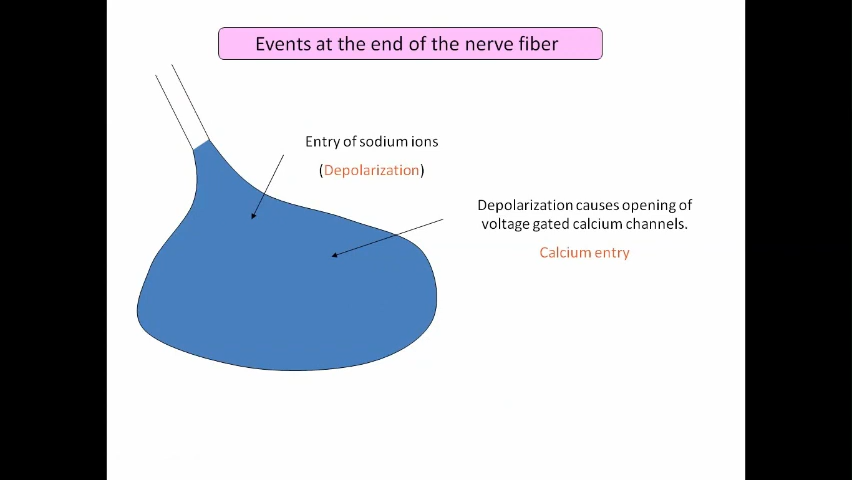 Events at the end of the nerve fiber
Entry of sodium ions
(Depolarization)
Depolarization causes opening of
voltage gated calcium channels.
Calcium entry